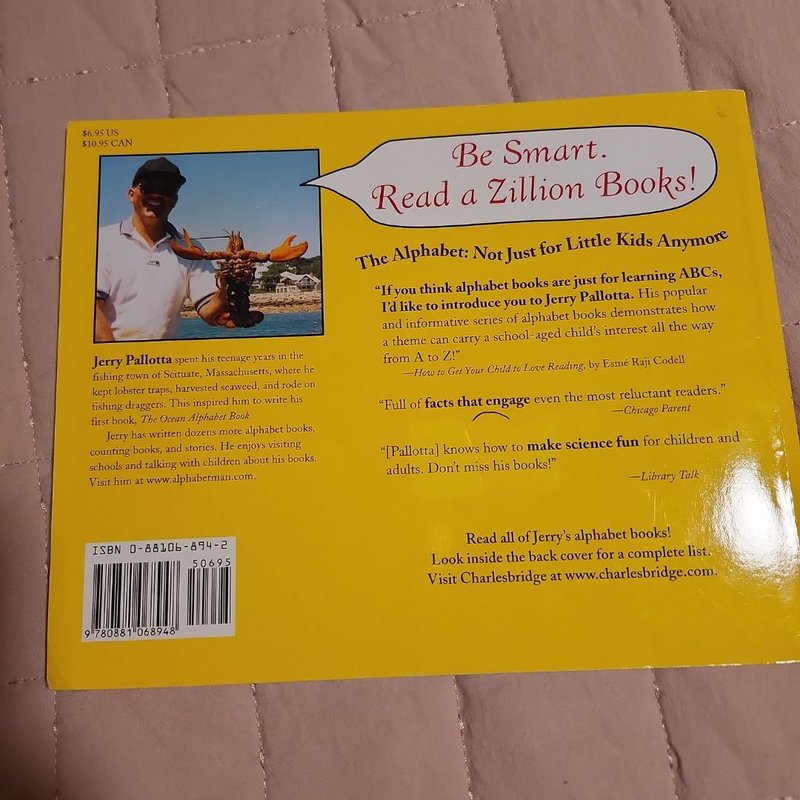 $6.95 US
$10.95 CAN
Be Smart.
Read a Zillion Books!
The Alphabet: Not Just for Little Kids Anymore
“If you think alphabet books are just for learning ABCs,
I’d like to introduce you to Jerry Pallotta. His popular
and informative series of alphabet books demonstrates how
a theme can carry a school-aged child’s interest all the way
from A to Z!”
—How to Get Your Child to Love Reading, by Esmé Raji Codell
“Full of facts that engage even the most reluctant readers.”
—Chicago Parent
“[Pallotta] knows how to make science fun for children and
adults. Don’t miss his books!”
—Library Talk
Jerry Pallotta spent his teenage years in the
fishing town of Scituate, Massachusetts, where he
kept lobster traps, harvested seaweed, and rode on
fishing draggers. This inspired him to write his
first book, The Ocean Alphabet Book.
Jerry has written dozens more alphabet books,
counting books, and stories. He enjoys visiting
schools and talking with children about his books.
Visit him at www.alphabetman.com.
Read all of Jerry’s alphabet books!
Look inside the back cover for a complete list.
Visit Charlesbridge at www.charlesbridge.com.
ISBN 0-88106-894-2
50695
9 780881 068948